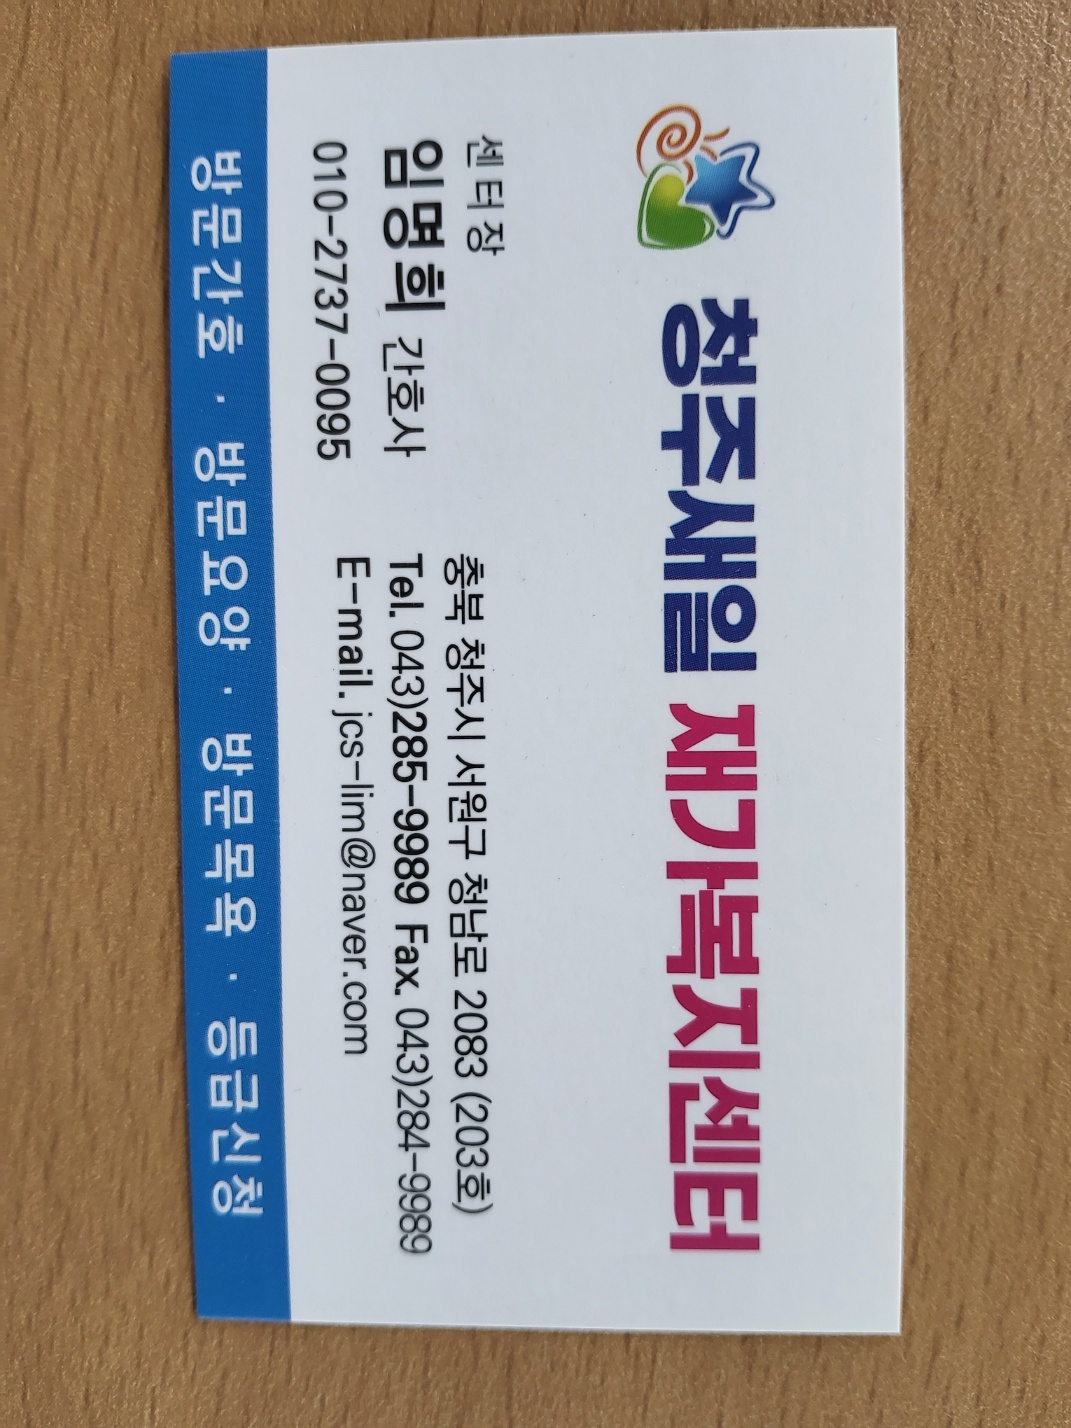 청주새일 재가복지센터
센터장
임명희 간호사
010-2737-0095
충북 청주시 서원구 청남로 2083 (203호)
Tel. 043)285-9989 Fax. 043)284-9989
E-mail. jcs-lim@naver.com
방문간호 · 방문요양 · 방문목욕 · 등급신청